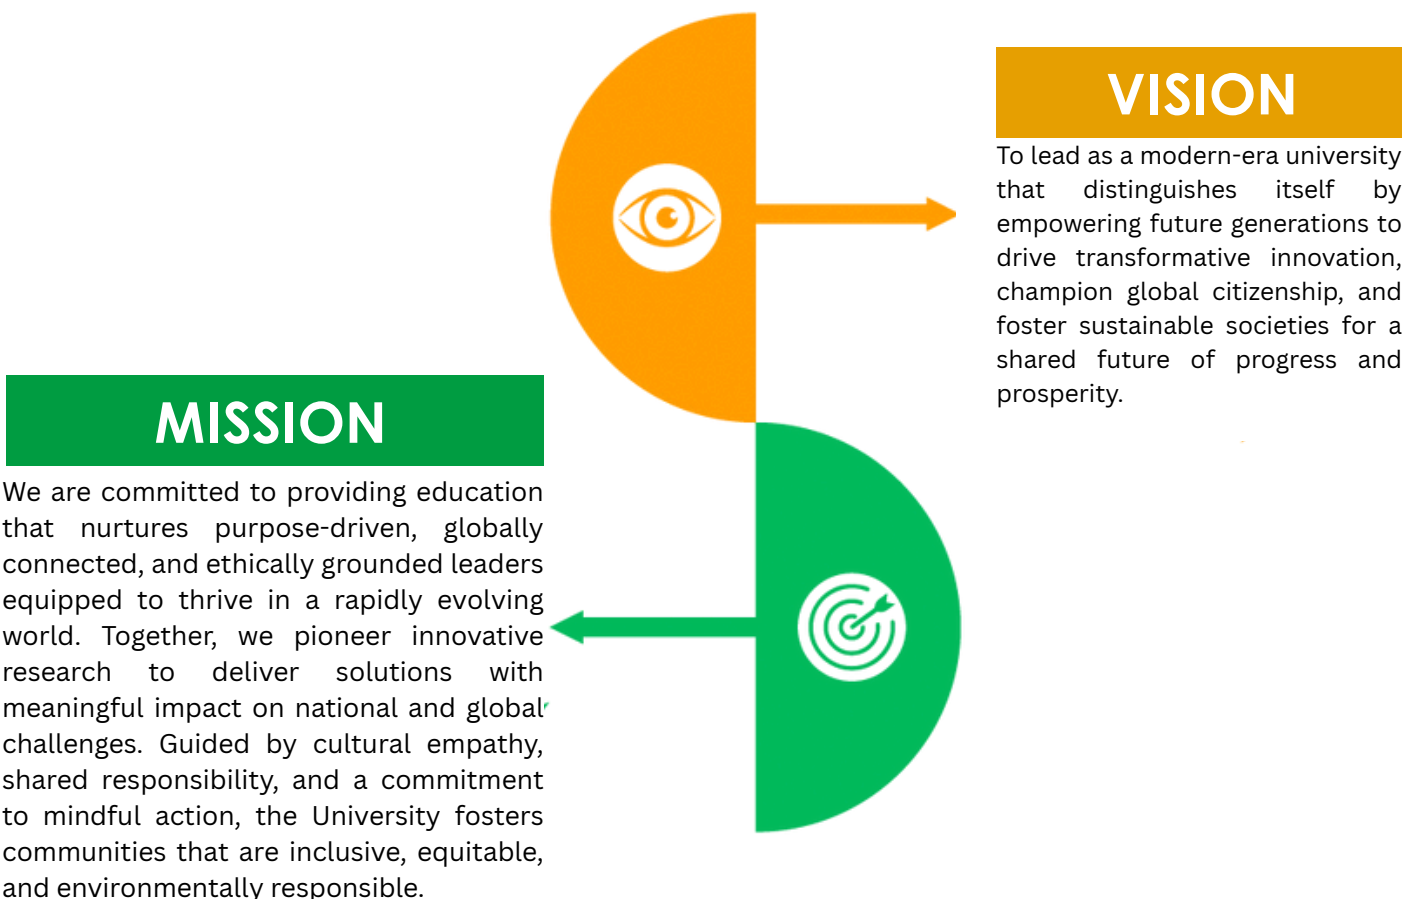 VISION
To lead as a modern-era university
that distinguishes itself by
empowering future generations to
drive transformative innovation,
champion global citizenship, and
foster sustainable societies for a
shared future of progress and
prosperity.
MISSION
We are committed to providing education
that nurtures purpose-driven, globally
connected, and ethically grounded leaders
equipped to thrive in a rapidly evolving
world. Together, we pioneer innovative
research to deliver solutions with
meaningful impact on national and global
challenges. Guided by cultural empathy,
shared responsibility, and a commitment
to mindful action, the University fosters
communities that are inclusive, equitable,
and environmentally responsible.